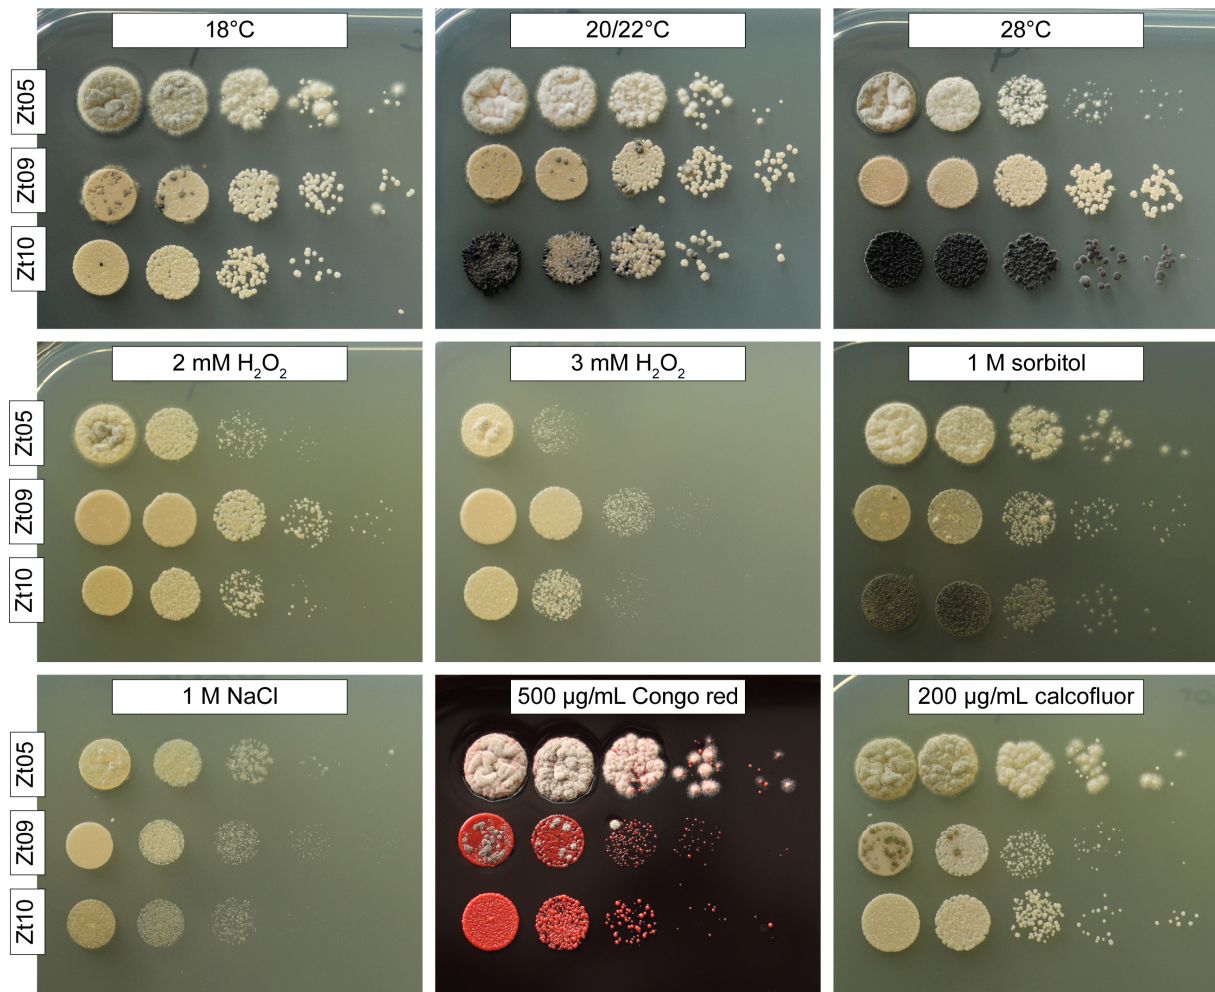 18°C
20/22°C
28°C
Zt05
Zt09
Zt10
2 mM H₂O₂
3 mM H₂O₂
1 M sorbitol
Zt05
Zt09
Zt10
1 M NaCl
500 µg/mL Congo red
200 µg/mL calcofluor
Zt05
Zt09
Zt10